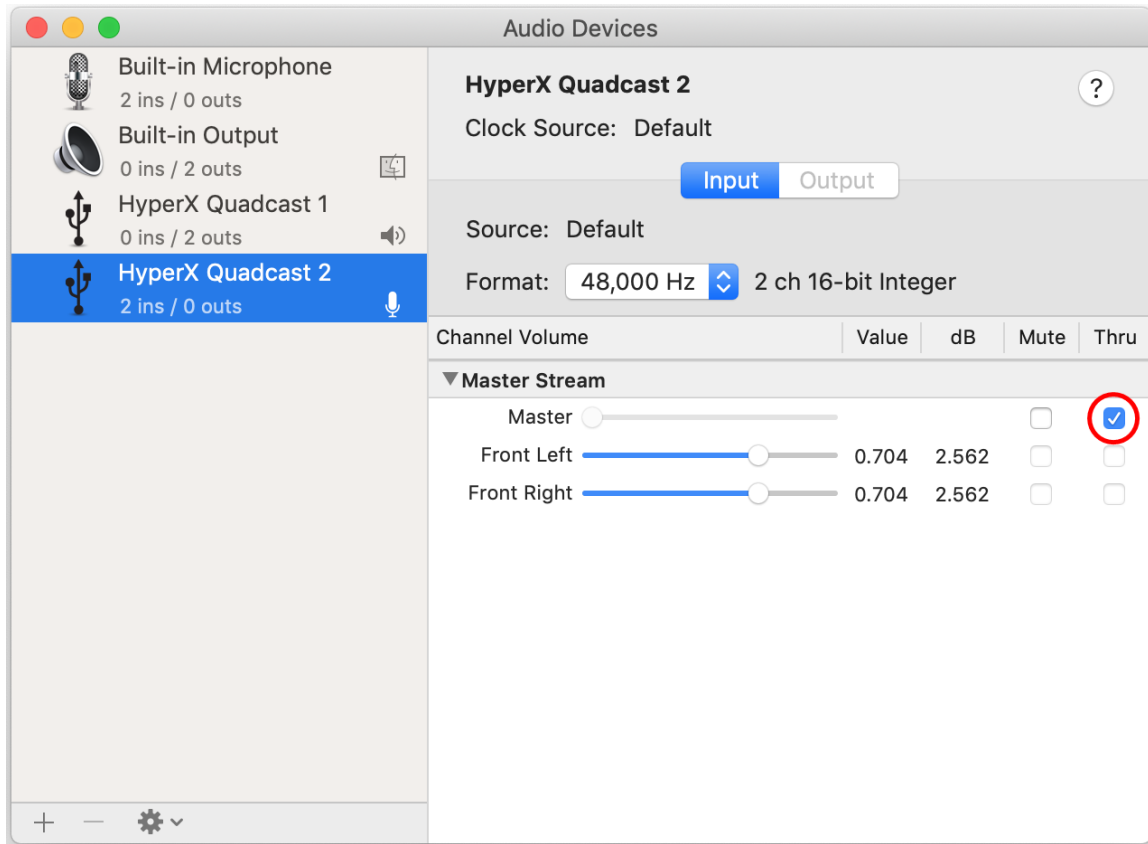 Audio Devices
Built-in Microphone
2 ins / 0 outs
Built-in Output
0 ins / 2 outs
HyperX Quadcast 1
0 ins / 2 outs
HyperX Quadcast 2
2 ins / 0 outs
HyperX Quadcast 2
?
Clock Source: Default
Input Output
Source: Default
Format: 48,000 Hz 2 ch 16-bit Integer
Channel Volume Value dB Mute Thru
Master Stream
Master
Front Left 0.704 2.562
Front Right 0.704 2.562